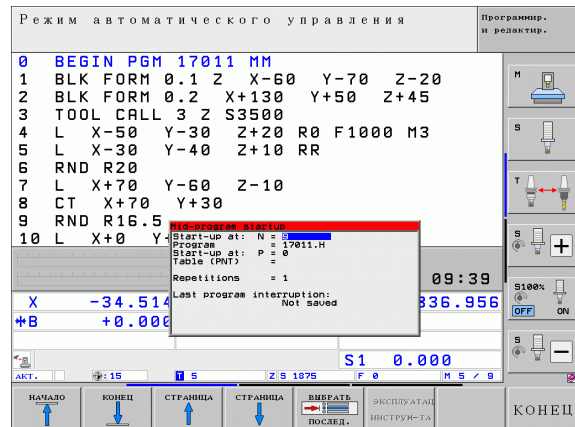 Режим автоматического управления
Программир.
и редактир.
0 BEGIN PGM 17011 MM
1 BLK FORM 0.1 Z X-60 Y-70 Z-20
2 BLK FORM 0.2 X+130 Y+50 Z+45
3 TOOL CALL 3 Z S3500
4 L X-50 Y-30 Z+20 R0 F1000 M3
5 L X-30 Y-40 Z+10 RR
6 RND R20
7 L X+70 Y-60 Z-10
8 CT X+70 Y+30
9 RND R16.5
10 L X+0 Y+
Mid-program startup
Start-up at: N =
Program = 17011.H
Start-up at: P = 0
Table (PNT) =
Repetitions = 1
Last program interruption:
Not saved
09:39
X -34.514
836.956
+B +0.000
S1 0.000
АКТ. : 15 T 5 Z S 1875 F 0 M 5 / 9
M
S
T
S
S100%
OFF ON
S
НАЧАЛО
КОНЕЦ
СТРАНИЦА
СТРАНИЦА
ВЫБРАТЬ
ПОСЛЕД.
ЭКСПЛУАТАЦ
ИНСТРУМ-ТА
КОНЕЦ